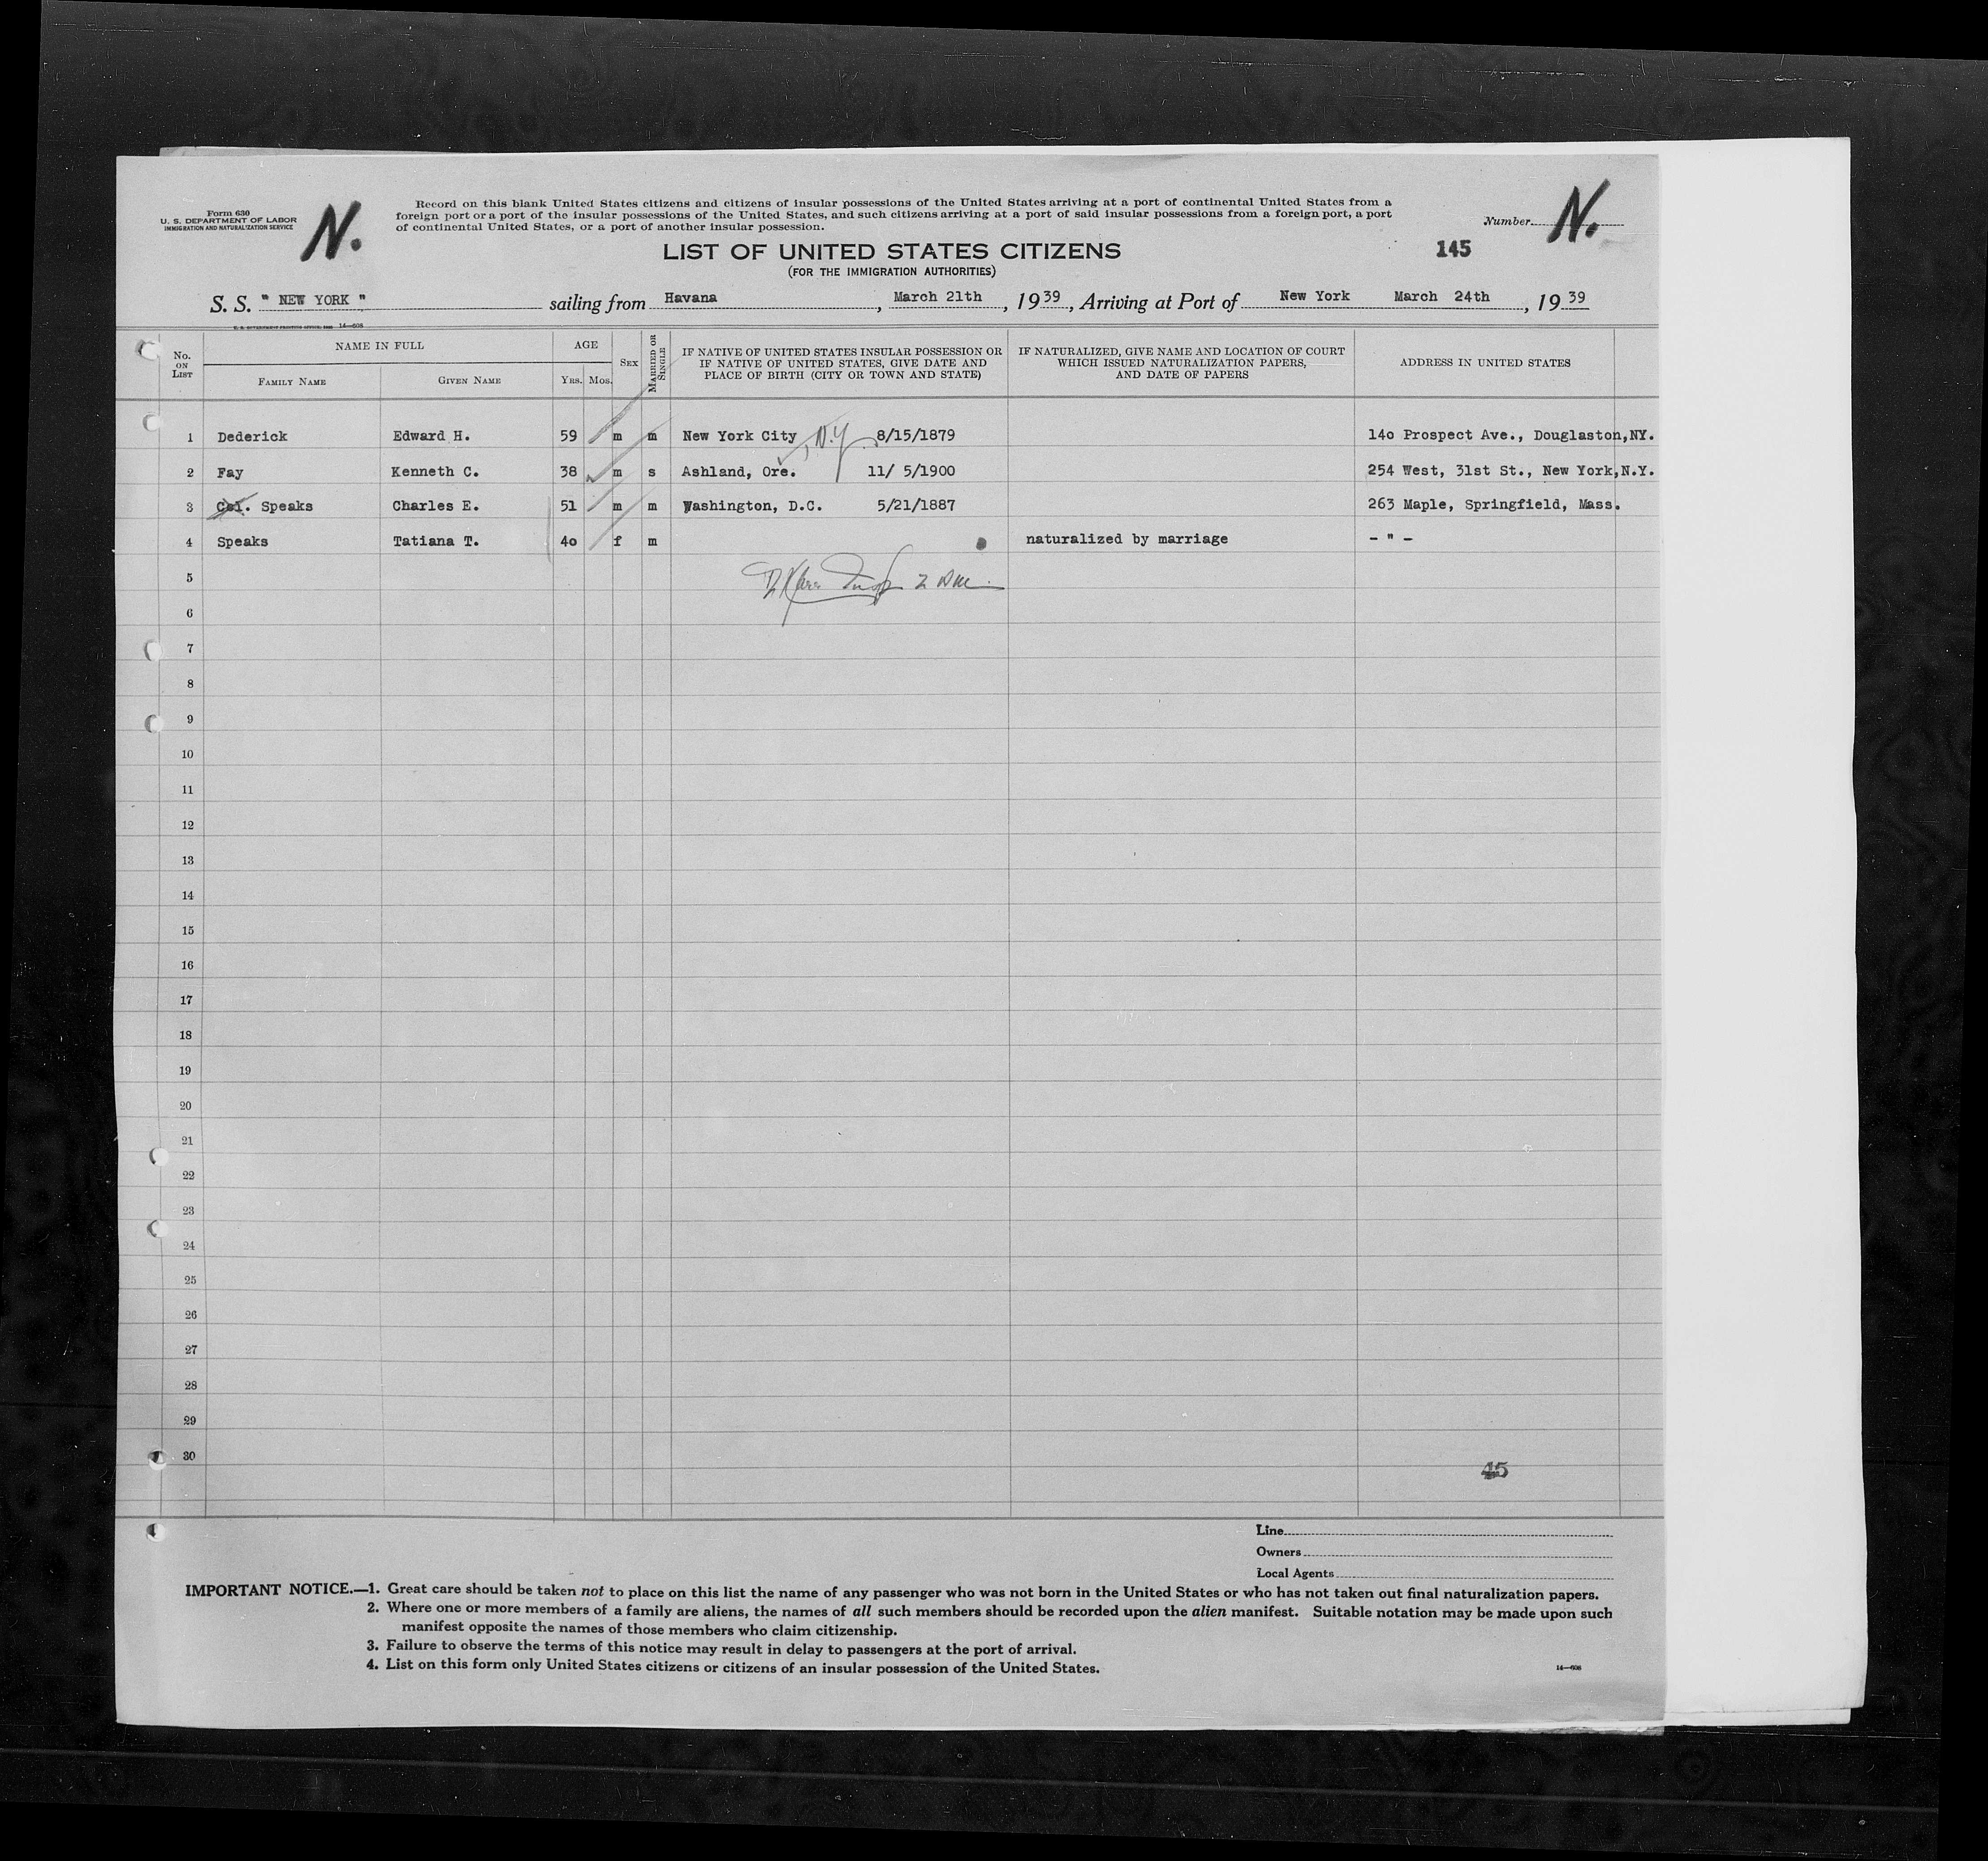 Form 630
U. S. DEPARTMENT OF LABOR
IMMIGRATION AND NATURALIZATION SERVICE
N.
Record on this blank United States citizens and citizens of insular possessions of the United States arriving at a port of continental United States from a
foreign port or a port of the insular possessions of the United States, and such citizens arriving at a port of said insular possessions from a foreign port, a port
of continental United States, or a port of another insular possession.
Number N.
LIST OF UNITED STATES CITIZENS
145
(FOR THE IMMIGRATION AUTHORITIES)
S. S. " NEW YORK " sailing from Havana, March 21th, 1939, Arriving at Port of New York March 24th, 1939
14—608
No. ON LIST
NAME IN FULL
FAMILY NAME
GIVEN NAME
AGE
YRS. MOS.
SEX
MARRIED OR SINGLE
IF NATIVE OF UNITED STATES INSULAR POSSESSION OR
IF NATIVE OF UNITED STATES, GIVE DATE AND
PLACE OF BIRTH (CITY OR TOWN AND STATE)
IF NATURALIZED, GIVE NAME AND LOCATION OF COURT
WHICH ISSUED NATURALIZATION PAPERS,
AND DATE OF PAPERS
ADDRESS IN UNITED STATES
1 Dederick Edward H. 59 m m New York City, N.Y. 8/15/1879 14o Prospect Ave., Douglaston,NY.
2 Fay Kenneth C. 38 m s Ashland, Ore. 11/ 5/1900 254 West, 31st St., New York,N.Y.
3 Col. Speaks Charles E. 51 m m Washington, D.C. 5/21/1887 263 Maple, Springfield, Mass.
4 Speaks Tatiana T. 4o f m naturalized by marriage - " -
5
6
7
8
9
10
11
12
13
14
15
16
17
18
19
20
21
22
23
24
25
26
27
28
29
30
45
Line
Owners
Local Agents
IMPORTANT NOTICE.—1. Great care should be taken not to place on this list the name of any passenger who was not born in the United States or who has not taken out final naturalization papers.
2. Where one or more members of a family are aliens, the names of all such members should be recorded upon the alien manifest. Suitable notation may be made upon such
manifest opposite the names of those members who claim citizenship.
3. Failure to observe the terms of this notice may result in delay to passengers at the port of arrival.
4. List on this form only United States citizens or citizens of an insular possession of the United States.
14—608